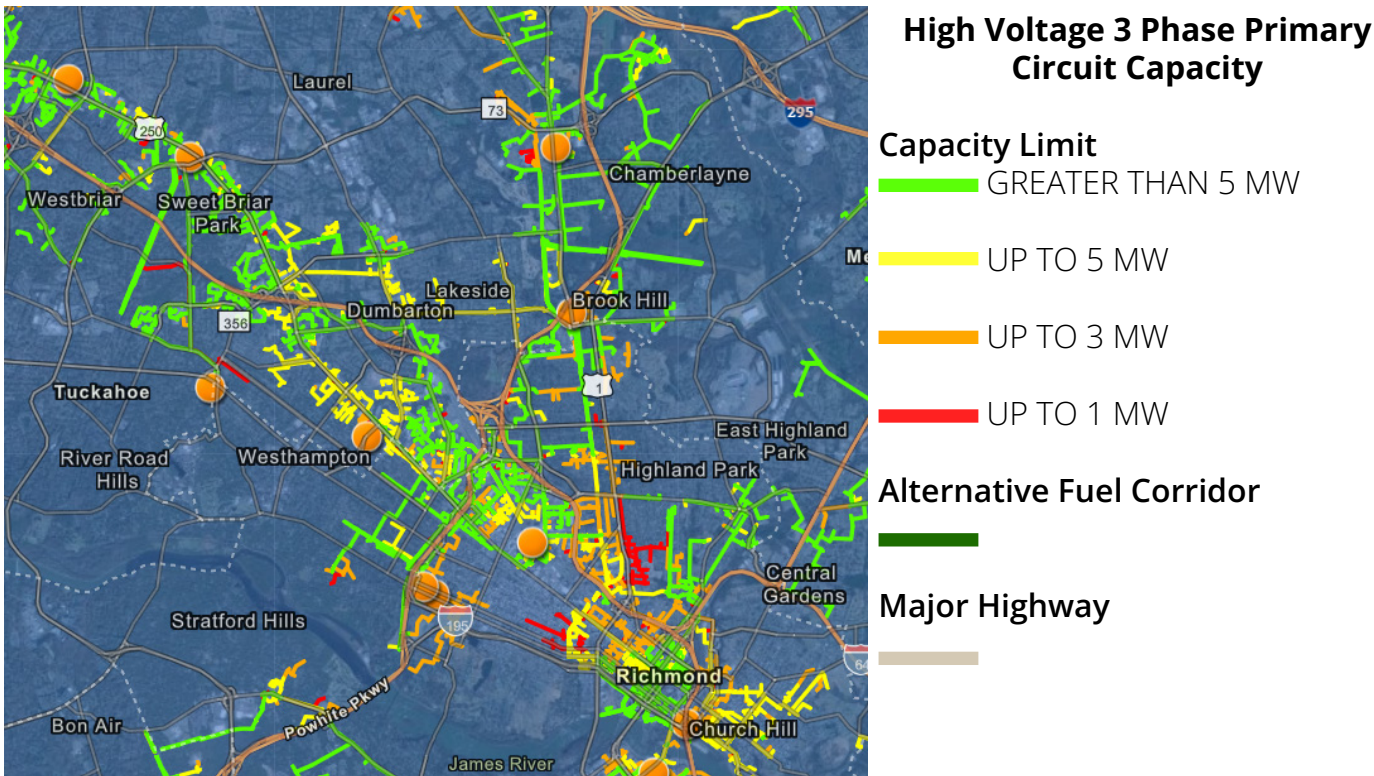 Laurel
73
295
250
Chamberlayne
Westbriar
Sweet Briar
Park
Lakeside
Brook Hill
Dumbarton
356
Tuckahoe
1
East Highland
Park
River Road
Hills
Westhampton
Highland Park
Central
Gardens
Stratford Hills
195
64
Richmond
Powhite Pkwy
Bon Air
Church Hill
James River
High Voltage 3 Phase Primary
Circuit Capacity
Capacity Limit
GREATER THAN 5 MW
UP TO 5 MW
UP TO 3 MW
UP TO 1 MW
Alternative Fuel Corridor
Major Highway